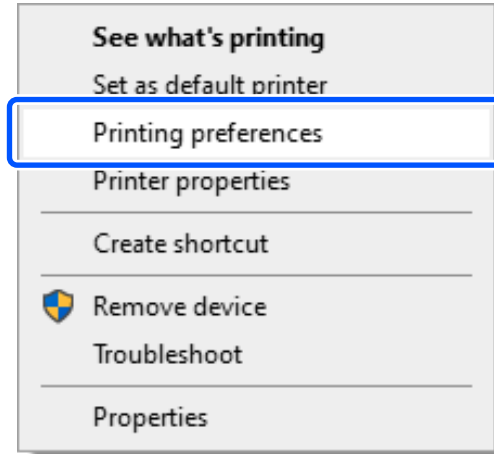 See what's printing
Set as default printer
Printing preferences
Printer properties
Create shortcut
Remove device
Troubleshoot
Properties